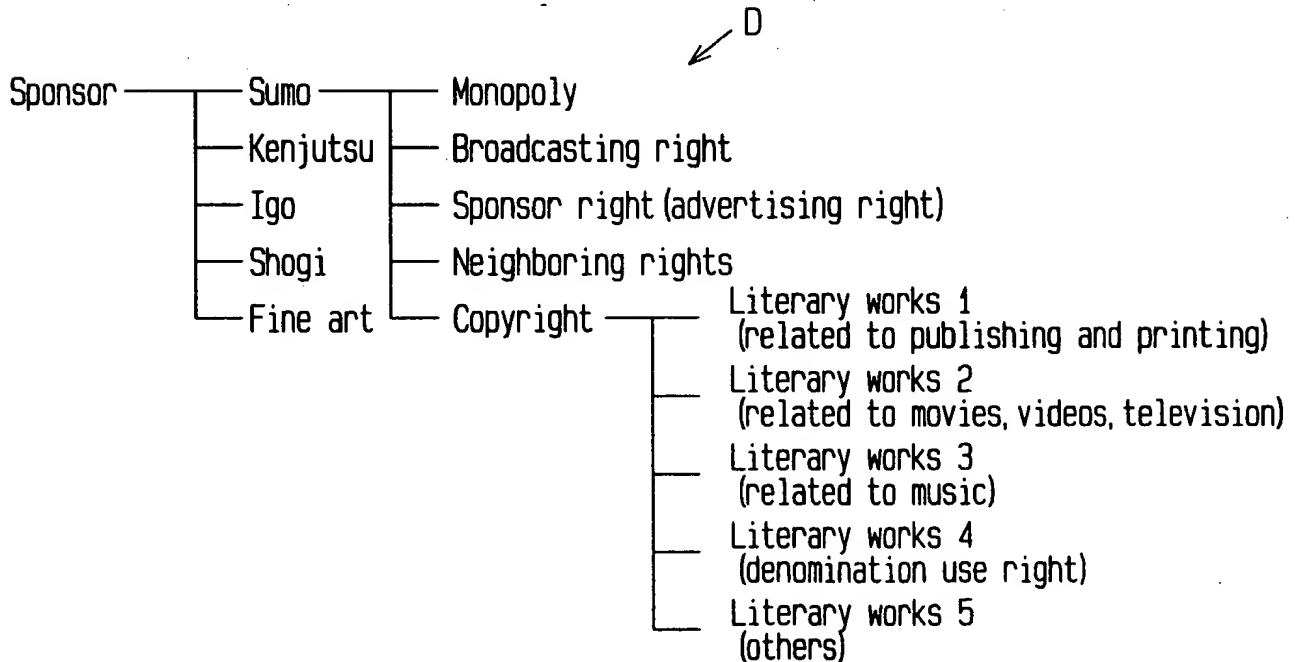 D
Sponsor Sumo Monopoly
Kenjutsu Broadcasting right
Igo Sponsor right (advertising right)
Shogi Neighboring rights
Fine art Copyright Literary works 1
(related to publishing and printing)
Literary works 2
(related to movies, videos, television)
Literary works 3
(related to music)
Literary works 4
(denomination use right)
Literary works 5
(others)